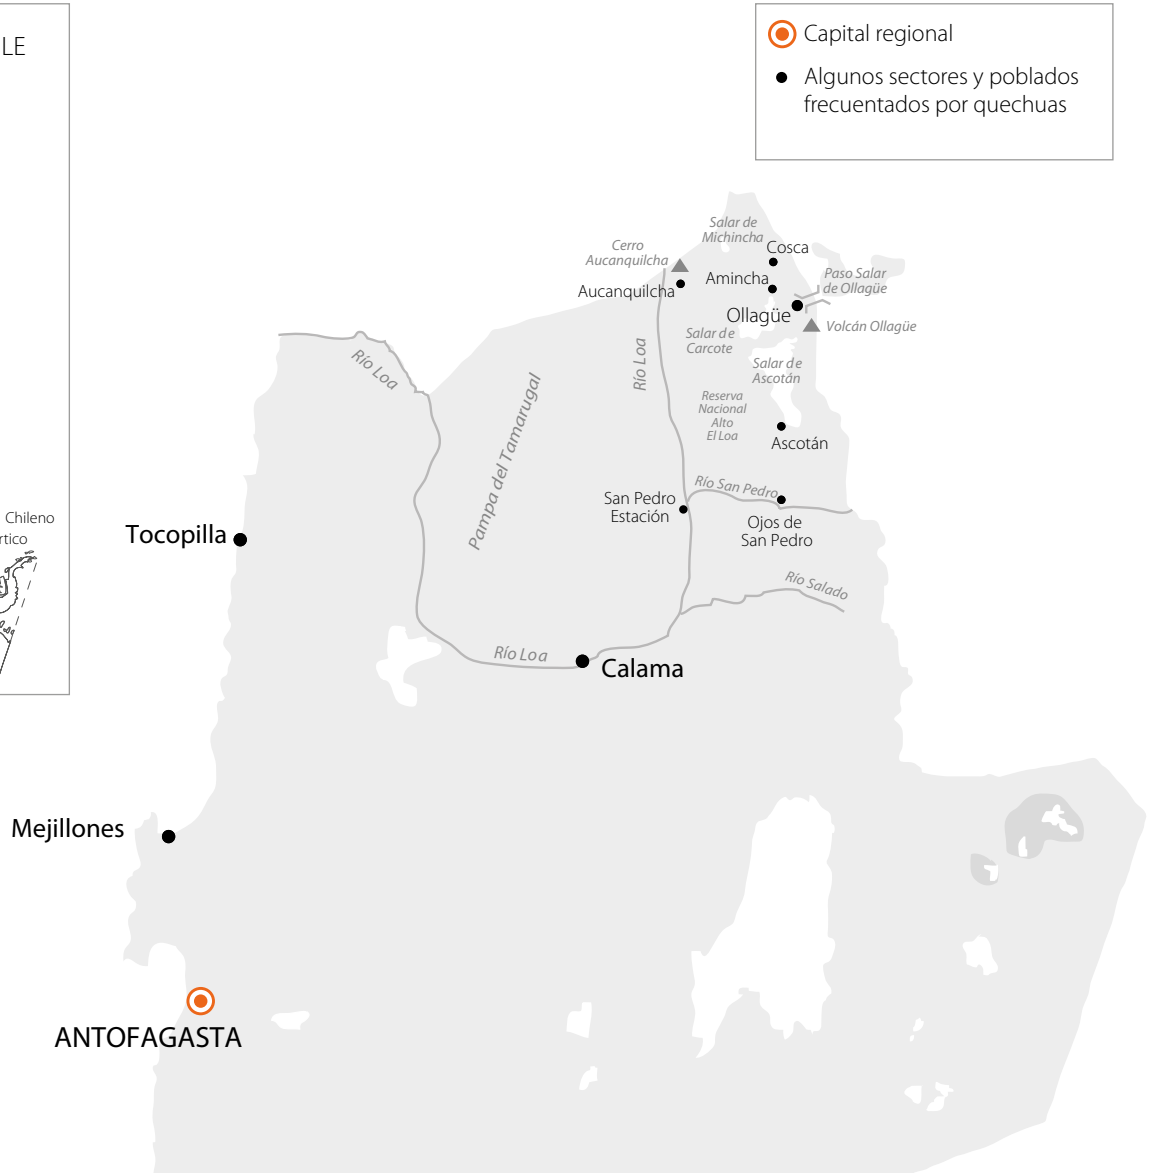 LE
Capital regional
Algunos sectores y poblados
frecuentados por quechuas
Salar de
Michincha
Cosca
Cerro
Aucanquilcha
Amincha
Paso Salar
de Ollagüe
Aucanquilcha
Ollagüe
Volcán Ollagüe
Salar de
Carcote
Río Loa
Río Loa
Salar de
Ascotán
Pampa del Tamarugal
Reserva
Nacional
Alto
El Loa
Ascotán
Río San Pedro
San Pedro
Estación
Ojos de
San Pedro
Chileno
rtico
Tocopilla
Río Salado
Río Loa
Calama
Mejillones
ANTOFAGASTA